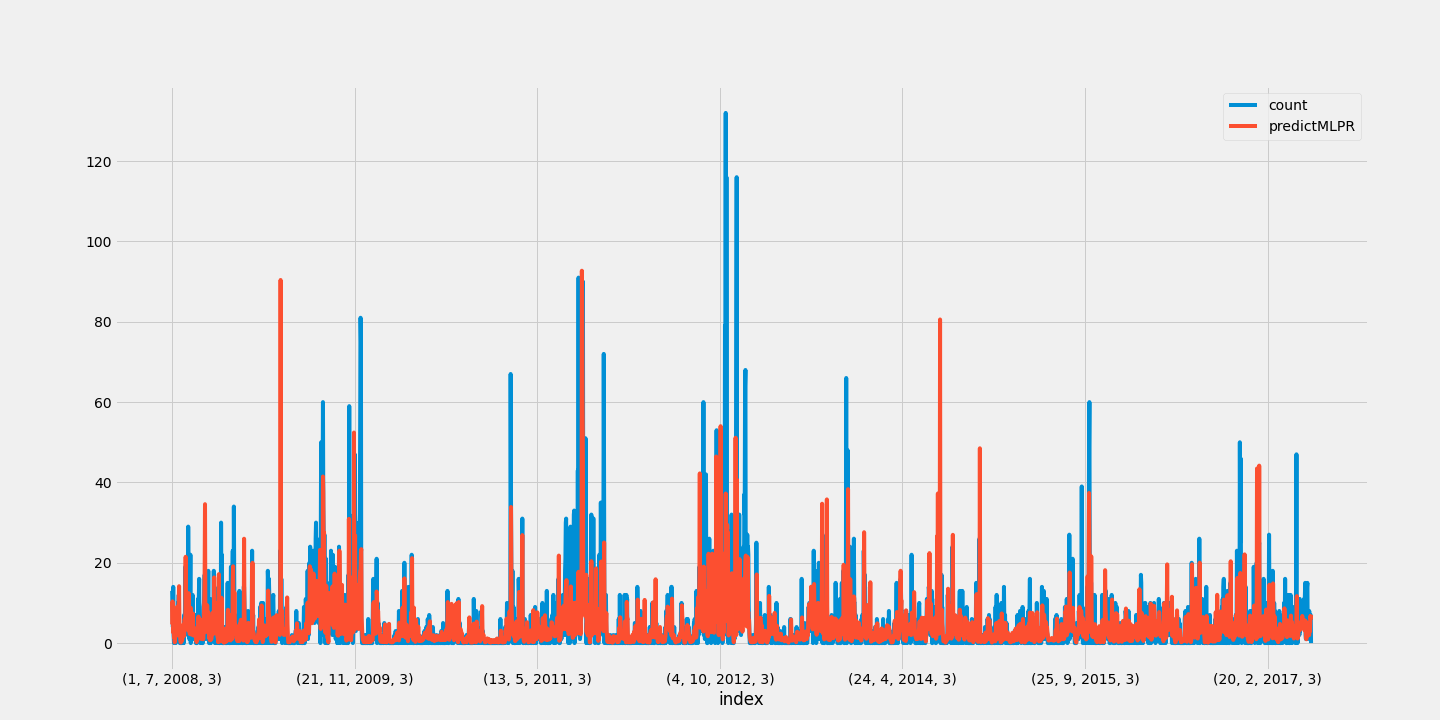 count
predictMLPR
120
100
80
60
40
20
0
(1, 7, 2008, 3) (21, 11, 2009, 3) (13, 5, 2011, 3) (4, 10, 2012, 3) (24, 4, 2014, 3) (25, 9, 2015, 3) (20, 2, 2017, 3)
index